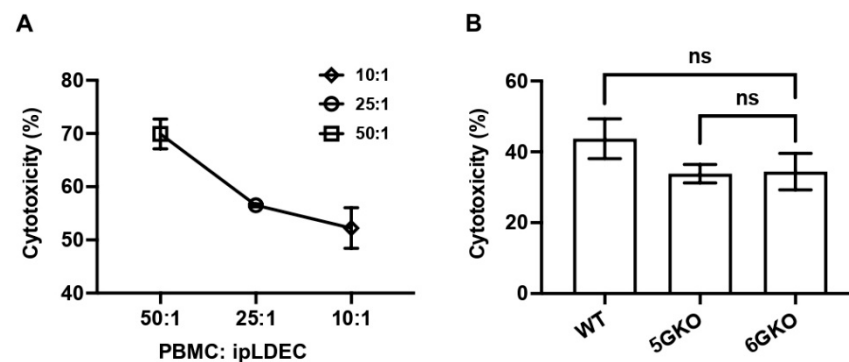 A
Cytotoxicity (%)
80
70
60
50
40
10:1
25:1
50:1
50:1 25:1 10:1
PBMC: ipLDEC
B
Cytotoxicity (%)
60
40
20
0
ns
ns
WT 5GKO 6GKO